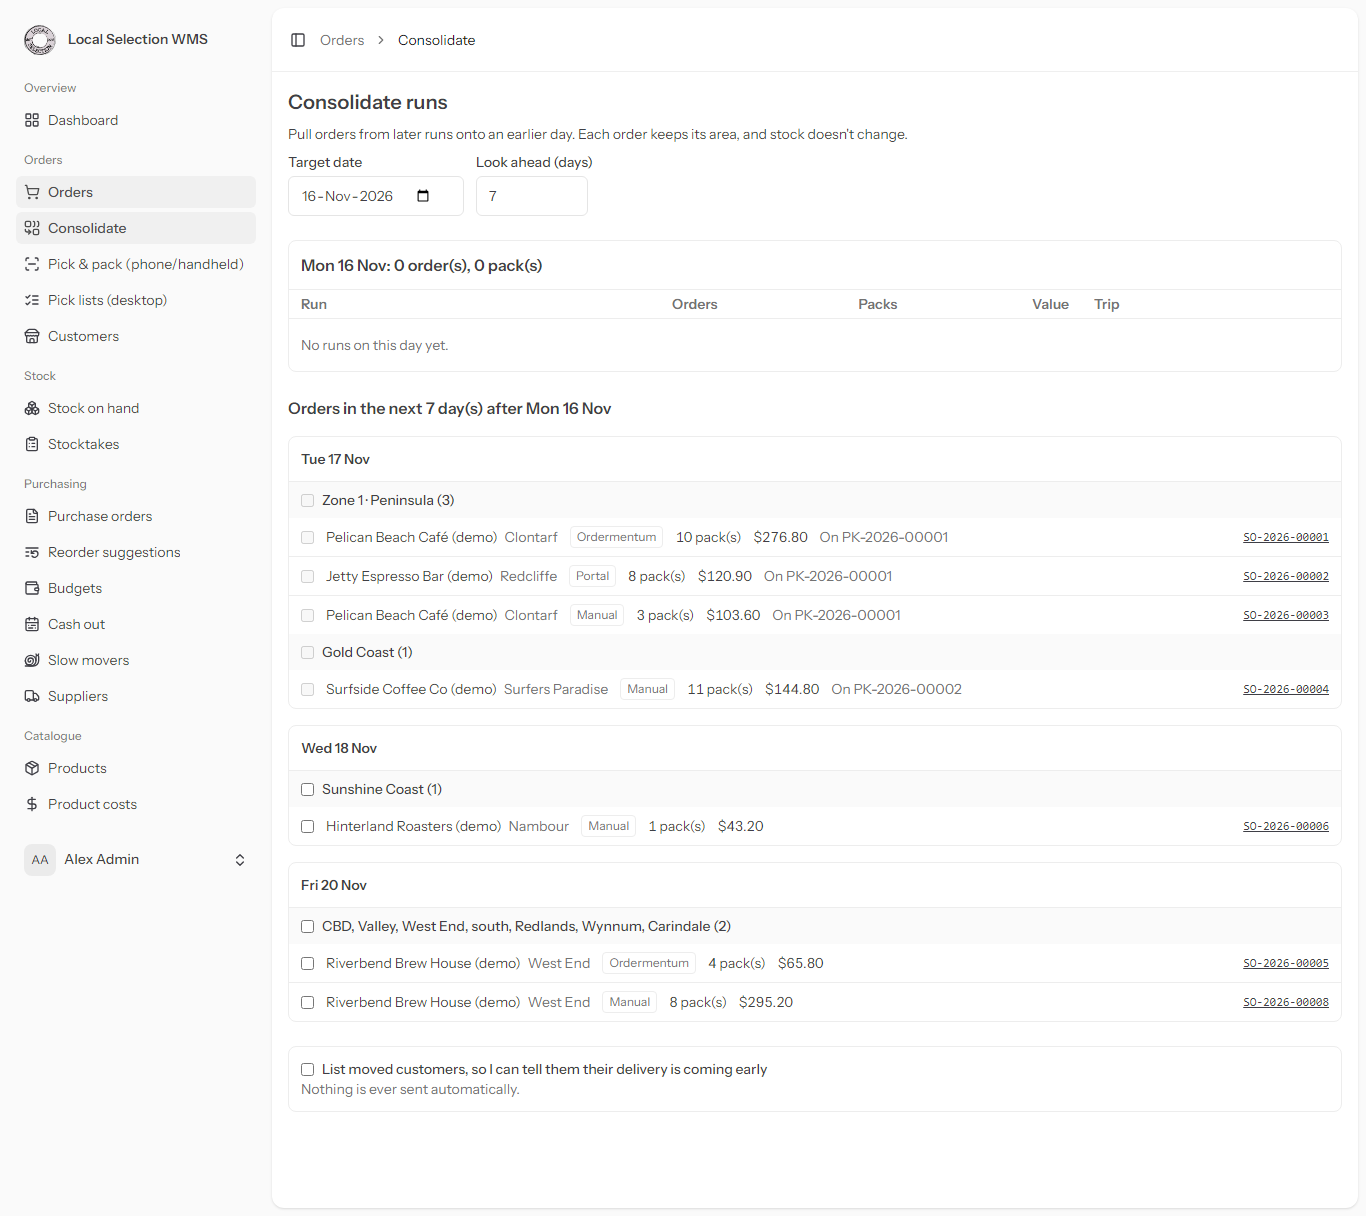 Local Selection WMS
Overview
Dashboard
Orders
Orders
Consolidate
Pick & pack (phone/handheld)
Pick lists (desktop)
Customers
Stock
Stock on hand
Stocktakes
Purchasing
Purchase orders
Reorder suggestions
Budgets
Cash out
Slow movers
Suppliers
Catalogue
Products
Product costs
AA Alex Admin
Orders > Consolidate
Consolidate runs
Pull orders from later runs onto an earlier day. Each order keeps its area, and stock doesn't change.
Target date Look ahead (days)
16-Nov-2026 7
Mon 16 Nov: 0 order(s), 0 pack(s)
Run Orders Packs Value Trip
No runs on this day yet.
Orders in the next 7 day(s) after Mon 16 Nov
Tue 17 Nov
Zone 1 · Peninsula (3)
Pelican Beach Café (demo) Clontarf Ordermentum 10 pack(s) $276.80 On PK-2026-00001 SO-2026-00001
Jetty Espresso Bar (demo) Redcliffe Portal 8 pack(s) $120.90 On PK-2026-00001 SO-2026-00002
Pelican Beach Café (demo) Clontarf Manual 3 pack(s) $103.60 On PK-2026-00001 SO-2026-00003
Gold Coast (1)
Surfside Coffee Co (demo) Surfers Paradise Manual 11 pack(s) $144.80 On PK-2026-00002 SO-2026-00004
Wed 18 Nov
Sunshine Coast (1)
Hinterland Roasters (demo) Nambour Manual 1 pack(s) $43.20 SO-2026-00006
Fri 20 Nov
CBD, Valley, West End, south, Redlands, Wynnum, Carindale (2)
Riverbend Brew House (demo) West End Ordermentum 4 pack(s) $65.80 SO-2026-00005
Riverbend Brew House (demo) West End Manual 8 pack(s) $295.20 SO-2026-00008
List moved customers, so I can tell them their delivery is coming early
Nothing is ever sent automatically.